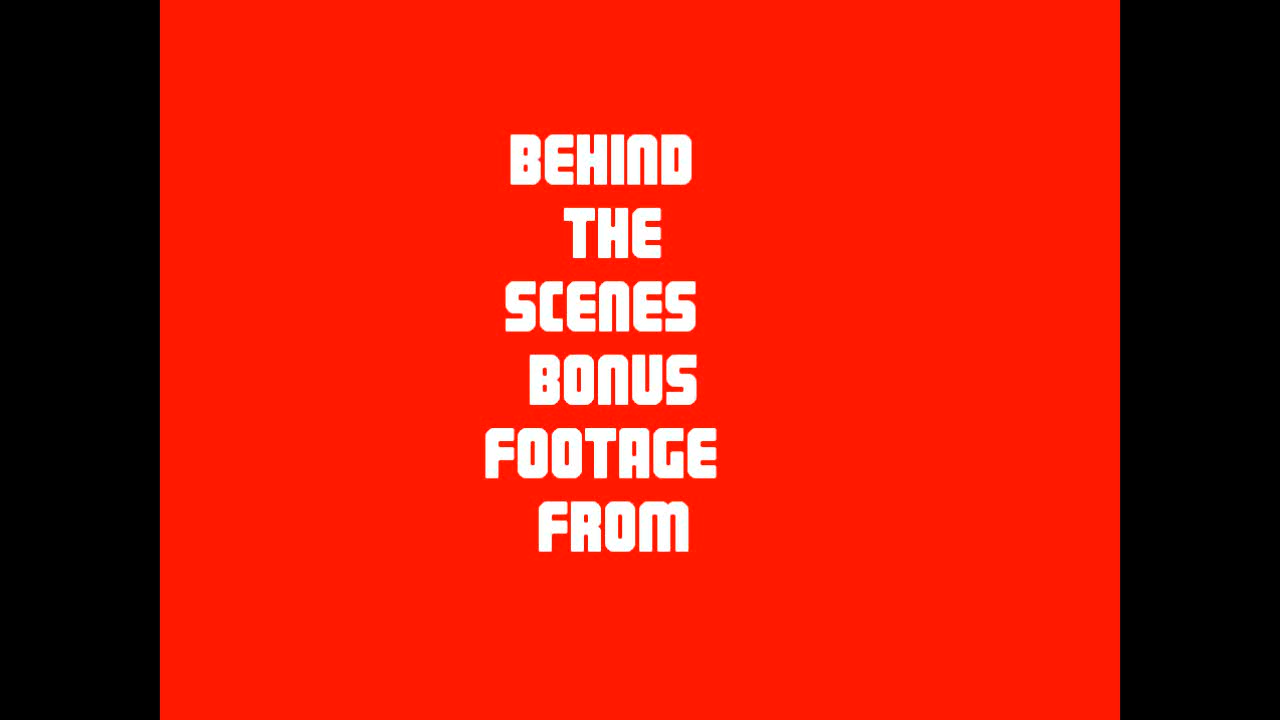 BEHIND
THE
SCENES
BONUS
FOOTAGE
FROM